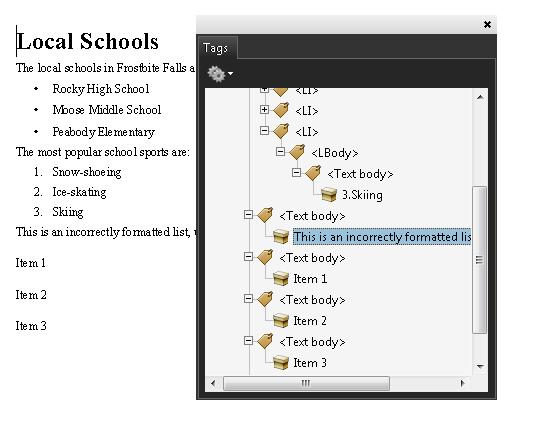 Local Schools
The local schools in Frostbite Falls a
• Rocky High School
• Moose Middle School
• Peabody Elementary
The most popular school sports are:
1. Snow-shoeing
2. Ice-skating
3. Skiing
This is an incorrectly formatted list,
Item 1
Item 2
Item 3
Tags
<LI>
<LI>
<LI>
<LBody>
<Text body>
3.Skiing
<Text body>
This is an incorrectly formatted lis
<Text body>
Item 1
<Text body>
Item 2
<Text body>
Item 3